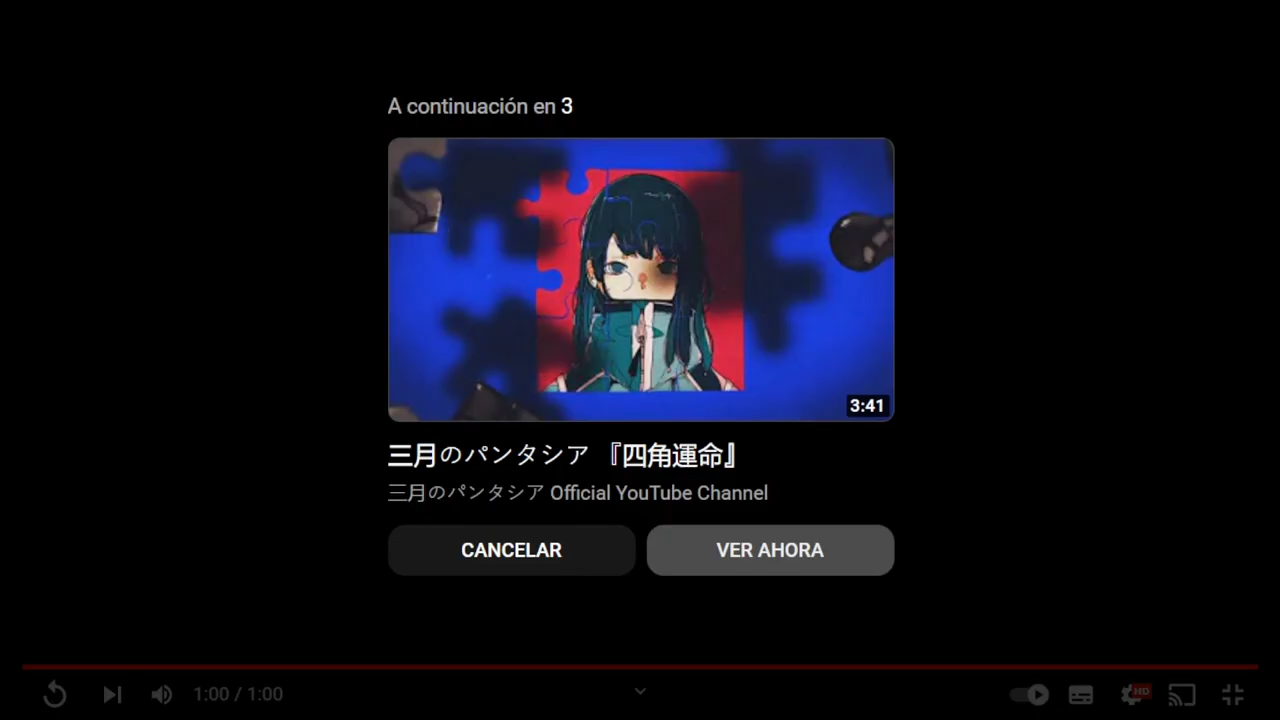 A continuación en 3
3:41
三月のパンタシア 『四角運命』
三月のパンタシア Official YouTube Channel
CANCELAR
VER AHORA
1:00 / 1:00
HD